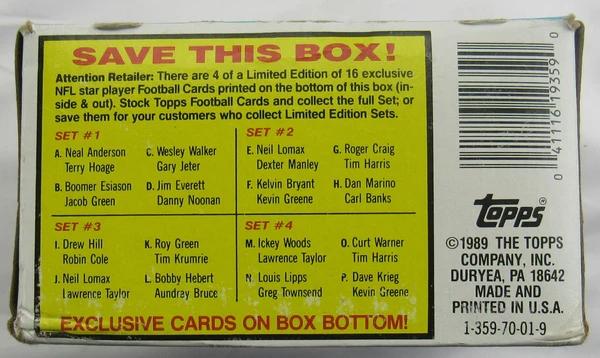 SAVE THIS BOX!
Attention Retailer: There are 4 of a Limited Edition of 16 exclusive
NFL star player Football Cards printed on the bottom of this box (in-
side & out). Stock Topps Football Cards and collect the full Set; or
save them for your customers who collect Limited Edition Sets.
SET #1
A. Neal Anderson
Terry Hoage
B. Boomer Esiason
Jacob Green
C. Wesley Walker
Gary Jeter
D. Jim Everett
Danny Noonan
SET #2
E. Neil Lomax
Dexter Manley
F. Kelvin Bryant
Kevin Greene
G. Roger Craig
Tim Harris
H. Dan Marino
Carl Banks
SET #3
I. Drew Hill
Robin Cole
J. Neil Lomax
Lawrence Taylor
K. Roy Green
Tim Krumrie
L. Bobby Hebert
Aundray Bruce
SET #4
M. Ickey Woods
Lawrence Taylor
N. Louis Lipps
Greg Townsend
O. Curt Warner
Tim Harris
P. Dave Krieg
Kevin Greene
EXCLUSIVE CARDS ON BOX BOTTOM!
0 41116 19359 0
topps®
©1989 THE TOPPS
COMPANY, INC.
DURYEA, PA 18642
MADE AND
PRINTED IN U.S.A.
1-359-70-01-9